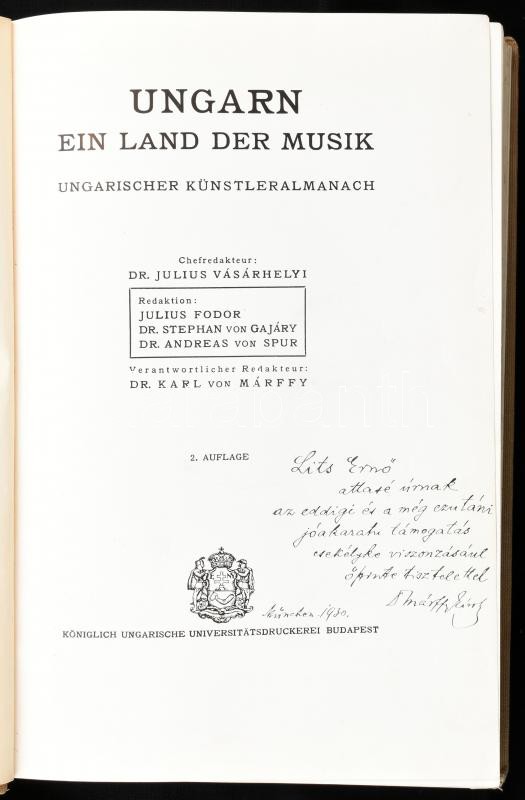 UNGARN
EIN LAND DER MUSIK
UNGARISCHER KÜNSTLERALMANACH
Chefredakteur:
DR. JULIUS VÁSÁRHELYI
Redaktion:
JULIUS FODOR
DR. STEPHAN VON GAJÁRY
DR. ANDREAS VON SPUR
Verantwortlicher Redakteur:
DR. KARL VON MÁRFFY
2. AUFLAGE
Lits Ernő
attasé úrnak
az eddigi és a még ezutáni
jóakaratu támogatás
csekélyke viszonzásául
őszinte tisztelettel
München 1930.
KÖNIGLICH UNGARISCHE UNIVERSITÄTSDRUCKEREI BUDAPEST